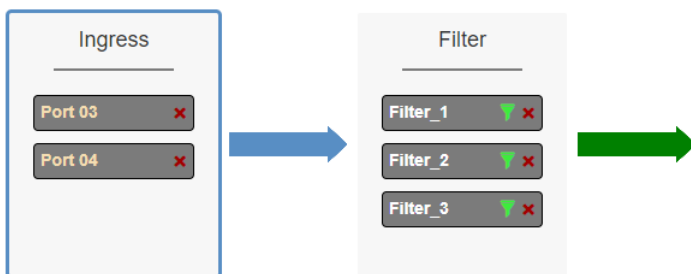 Ingress
Port 03
Port 04
Filter
Filter_1
Filter_2
Filter_3